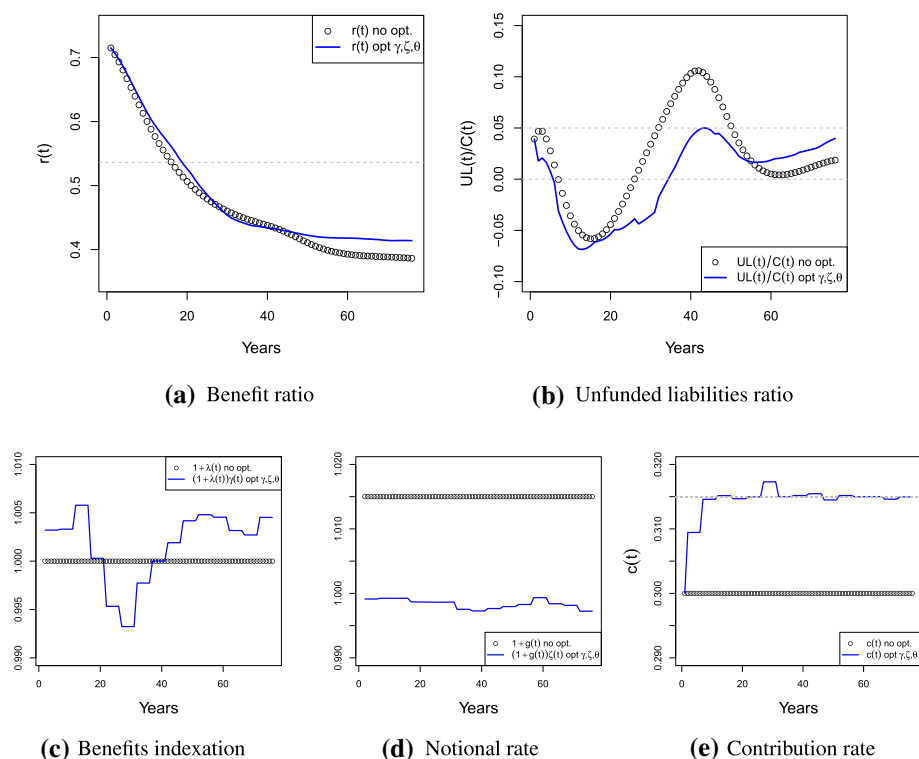 r(t) no opt.
r(t) opt γ,ζ,θ
r(t)
0.7
0.6
0.5
0.4
0 20 40 60
Years
(a) Benefit ratio
UL(t)/C(t)
0.15
0.10
0.05
0.00
−0.05
−0.10
UL(t)/C(t) no opt.
UL(t)/C(t) opt γ,ζ,θ
0 20 40 60
Years
(b) Unfunded liabilities ratio
1+λ(t) no opt.
(1+λ(t))γ(t) opt γ,ζ,θ
1.010
1.005
1.000
0.995
0.990
0 20 40 60
Years
(c) Benefits indexation
1.020
1.010
1.000
0.990
1+g(t) no opt.
(1+g(t))ζ(t) opt γ,ζ,θ
0 20 40 60
Years
(d) Notional rate
c(t)
0.320
0.310
0.300
0.290
c(t) no opt.
c(t) opt γ,ζ,θ
0 20 40 60
Years
(e) Contribution rate